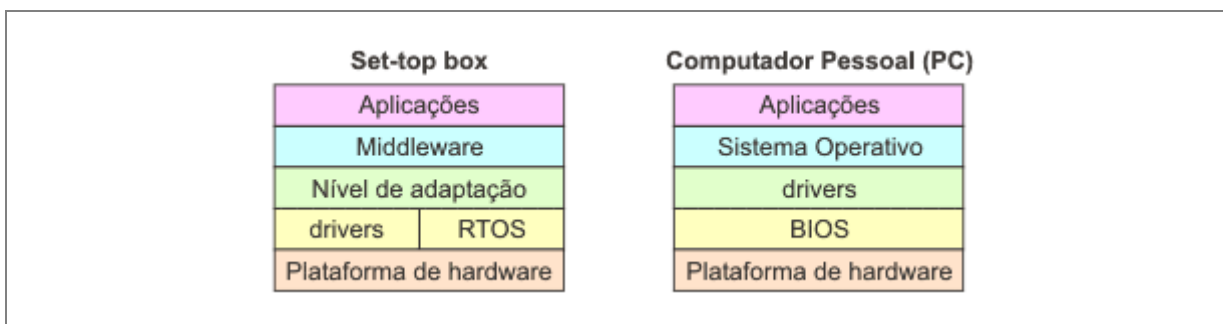 Set-top box
Aplicações
Middleware
Nível de adaptação
drivers RTOS
Plataforma de hardware
Computador Pessoal (PC)
Aplicações
Sistema Operativo
drivers
BIOS
Plataforma de hardware